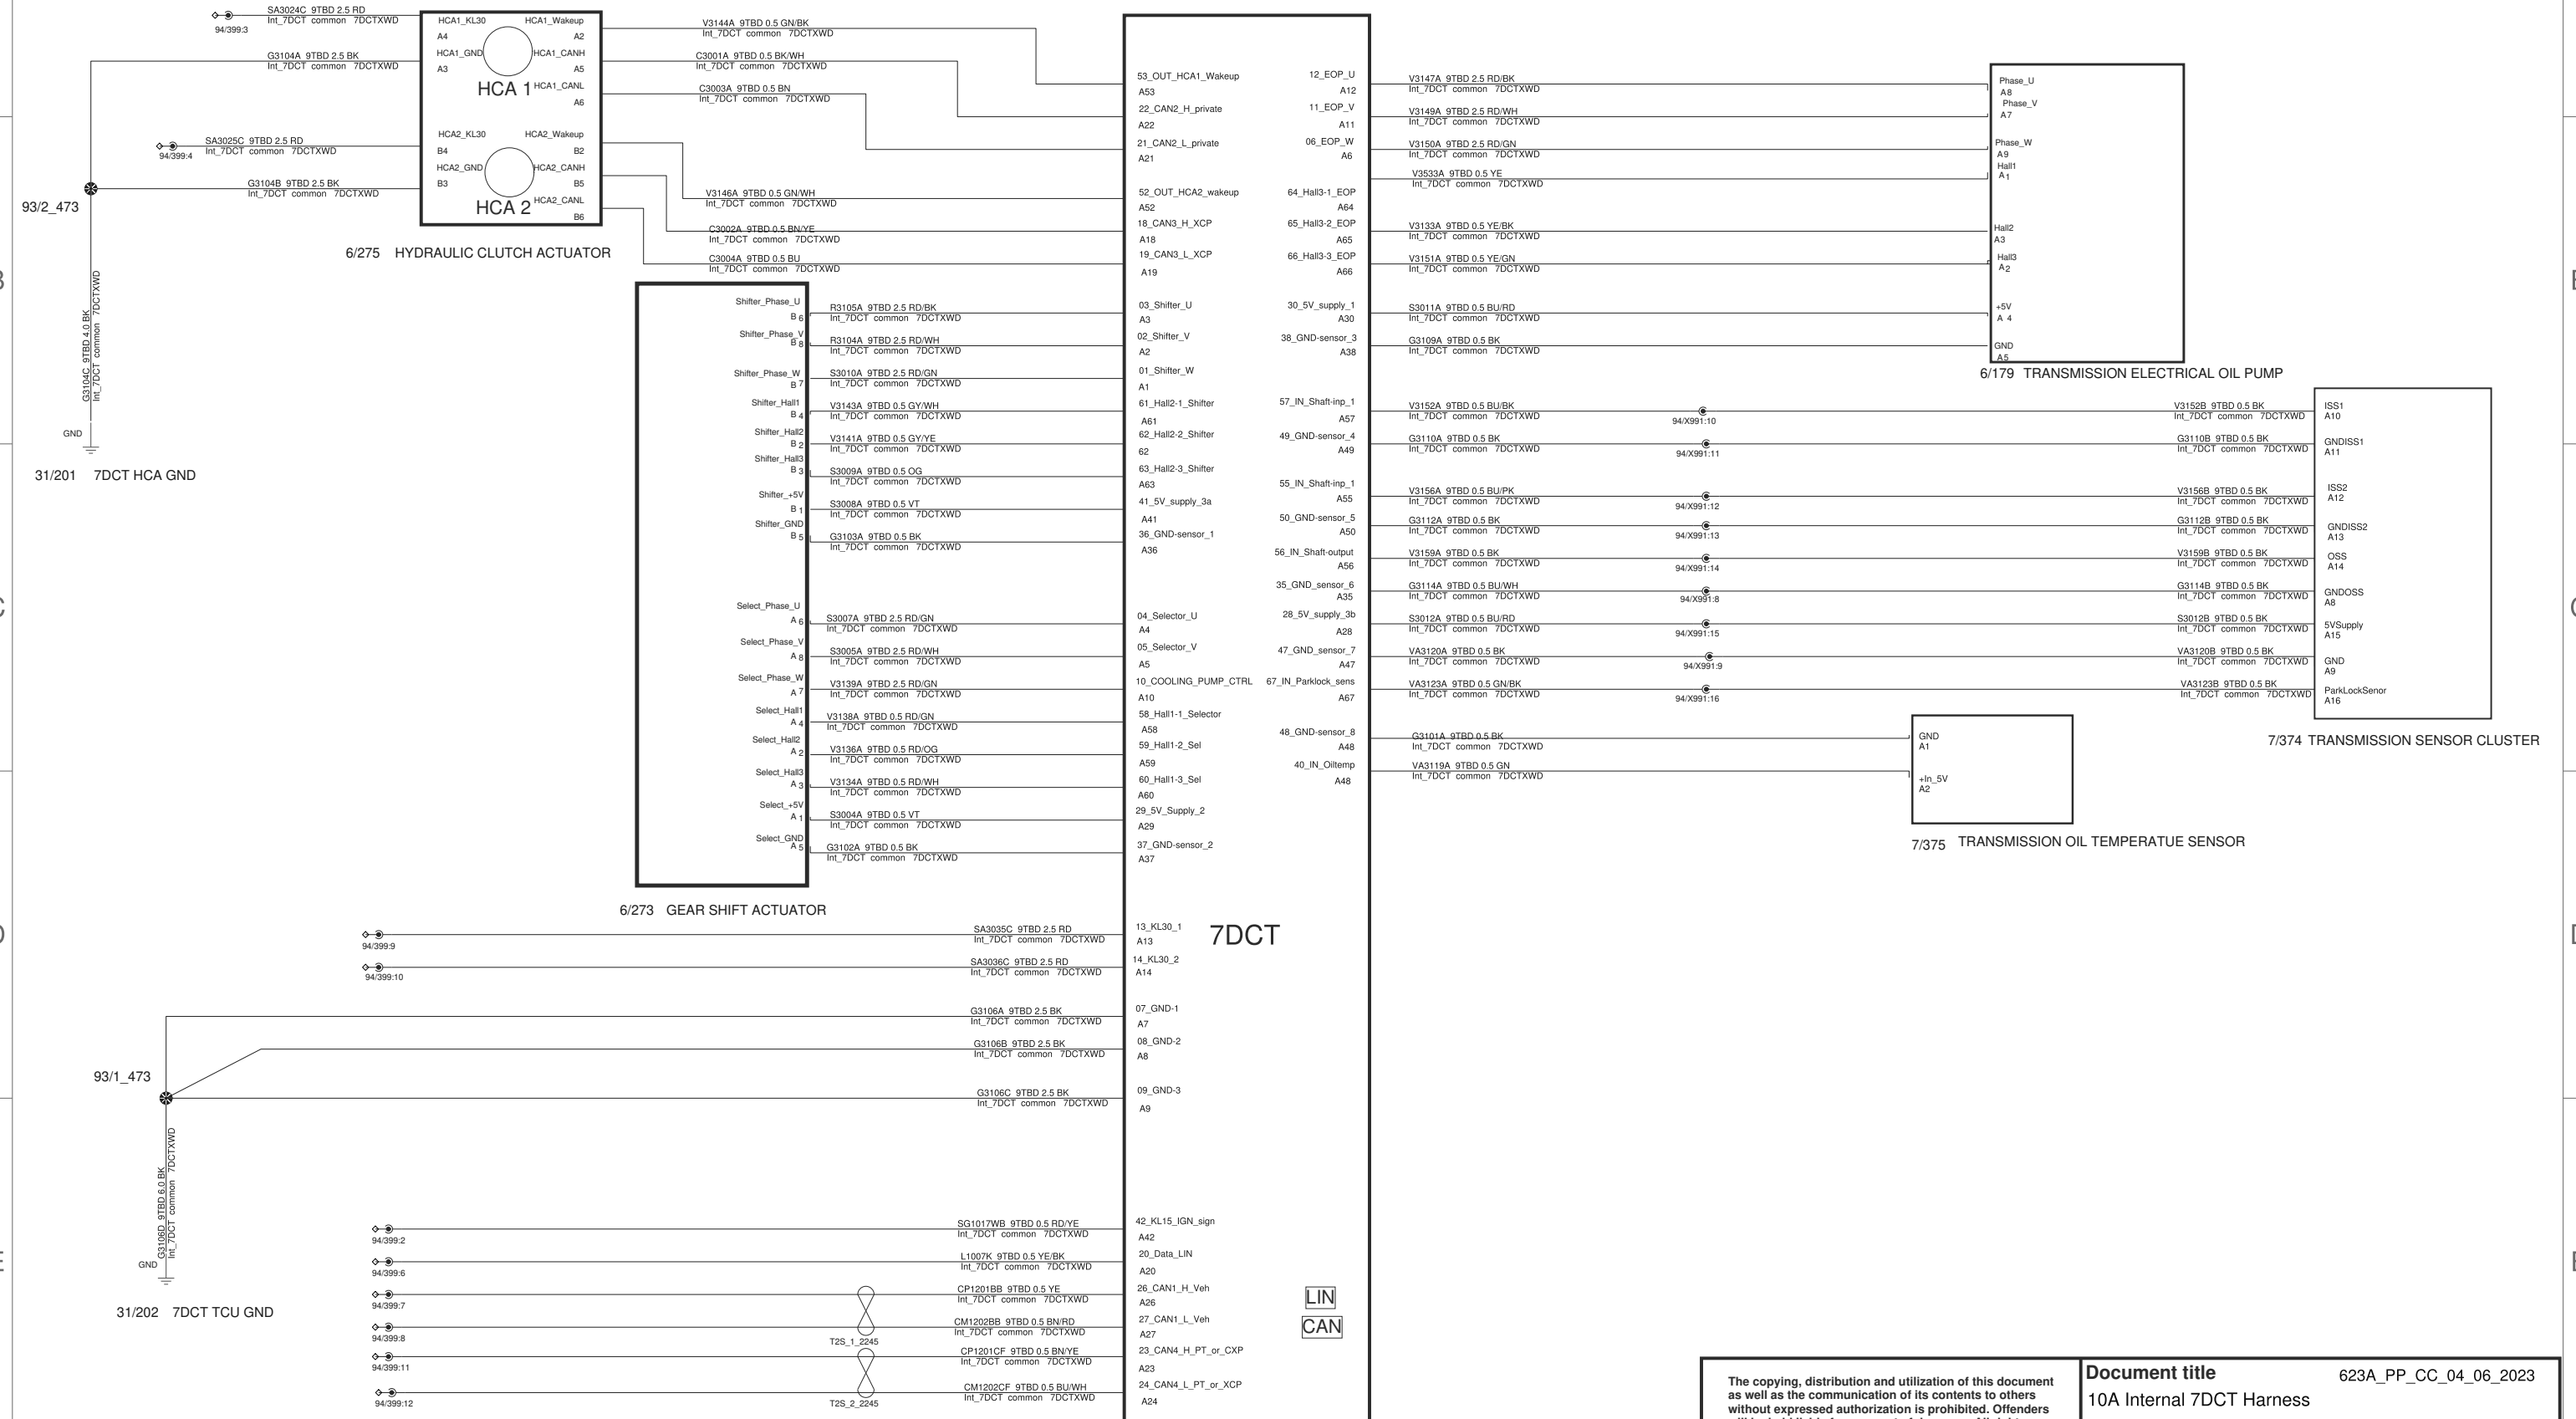 SA3024C 9TBD 2.5 RD
Int_7DCT common 7DCTXWD
94/399:3
G3104A 9TBD 2.5 BK
Int_7DCT common 7DCTXWD
SA3025C 9TBD 2.5 RD
Int_7DCT common 7DCTXWD
94/399:4
G3104B 9TBD 2.5 BK
Int_7DCT common 7DCTXWD
93/2_473
G3104C 9TBD 4.0 BK
Int_7DCT common 7DCTXWD
GND
31/201 7DCT HCA GND
HCA1_KL30
A4
HCA1_GND
A3
HCA1_Wakeup
A2
HCA1_CANH
A5
HCA1_CANL
A6
HCA 1
HCA2_KL30
B4
HCA2_GND
B3
HCA2_Wakeup
B2
HCA2_CANH
B5
HCA2_CANL
B6
HCA 2
6/275 HYDRAULIC CLUTCH ACTUATOR
V3144A 9TBD 0.5 GN/BK
Int_7DCT common 7DCTXWD
C3001A 9TBD 0.5 BK/WH
Int_7DCT common 7DCTXWD
C3003A 9TBD 0.5 BN
Int_7DCT common 7DCTXWD
V3146A 9TBD 0.5 GN/WH
Int_7DCT common 7DCTXWD
C3002A 9TBD 0.5 BN/YE
Int_7DCT common 7DCTXWD
C3004A 9TBD 0.5 BU
Int_7DCT common 7DCTXWD
Shifter_Phase_U
B 6
Shifter_Phase_V
B 8
Shifter_Phase_W
B 7
Shifter_Hall1
B 4
Shifter_Hall2
B 2
Shifter_Hall3
B 3
Shifter_+5V
B 1
Shifter_GND
B 5
Select_Phase_U
A 6
Select_Phase_V
A 8
Select_Phase_W
A 7
Select_Hall1
A 4
Select_Hall2
A 2
Select_Hall3
A 3
Select_+5V
A 1
Select_GND
A 5
6/273 GEAR SHIFT ACTUATOR
R3105A 9TBD 2.5 RD/BK
Int_7DCT common 7DCTXWD
R3104A 9TBD 2.5 RD/WH
Int_7DCT common 7DCTXWD
S3010A 9TBD 2.5 RD/GN
Int_7DCT common 7DCTXWD
V3143A 9TBD 0.5 GY/WH
Int_7DCT common 7DCTXWD
V3141A 9TBD 0.5 GY/YE
Int_7DCT common 7DCTXWD
S3009A 9TBD 0.5 OG
Int_7DCT common 7DCTXWD
S3008A 9TBD 0.5 VT
Int_7DCT common 7DCTXWD
G3103A 9TBD 0.5 BK
Int_7DCT common 7DCTXWD
S3007A 9TBD 2.5 RD/GN
Int_7DCT common 7DCTXWD
S3005A 9TBD 2.5 RD/WH
Int_7DCT common 7DCTXWD
V3139A 9TBD 2.5 RD/GN
Int_7DCT common 7DCTXWD
V3138A 9TBD 0.5 RD/GN
Int_7DCT common 7DCTXWD
V3136A 9TBD 0.5 RD/OG
Int_7DCT common 7DCTXWD
V3134A 9TBD 0.5 RD/WH
Int_7DCT common 7DCTXWD
S3004A 9TBD 0.5 VT
Int_7DCT common 7DCTXWD
G3102A 9TBD 0.5 BK
Int_7DCT common 7DCTXWD
94/399:9
SA3035C 9TBD 2.5 RD
Int_7DCT common 7DCTXWD
94/399:10
SA3036C 9TBD 2.5 RD
Int_7DCT common 7DCTXWD
G3106A 9TBD 2.5 BK
Int_7DCT common 7DCTXWD
G3106B 9TBD 2.5 BK
Int_7DCT common 7DCTXWD
93/1_473
G3106C 9TBD 2.5 BK
Int_7DCT common 7DCTXWD
G3106D 9TBD 6.0 BK
Int_7DCT common 7DCTXWD
GND
31/202 7DCT TCU GND
94/399:2
SG1017WB 9TBD 0.5 RD/YE
Int_7DCT common 7DCTXWD
94/399:6
L1007K 9TBD 0.5 YE/BK
Int_7DCT common 7DCTXWD
94/399:7
CP1201BB 9TBD 0.5 YE
Int_7DCT common 7DCTXWD
94/399:8
T2S_1_2245
CM1202BB 9TBD 0.5 BN/RD
Int_7DCT common 7DCTXWD
94/399:11
CP1201CF 9TBD 0.5 BN/YE
Int_7DCT common 7DCTXWD
94/399:12
T2S_2_2245
CM1202CF 9TBD 0.5 BU/WH
Int_7DCT common 7DCTXWD
53_OUT_HCA1_Wakeup
A53
22_CAN2_H_private
A22
21_CAN2_L_private
A21
52_OUT_HCA2_wakeup
A52
18_CAN3_H_XCP
A18
19_CAN3_L_XCP
A19
03_Shifter_U
A3
02_Shifter_V
A2
01_Shifter_W
A1
61_Hall2-1_Shifter
A61
62_Hall2-2_Shifter
62
63_Hall2-3_Shifter
A63
41_5V_supply_3a
A41
36_GND-sensor_1
A36
04_Selector_U
A4
05_Selector_V
A5
10_COOLING_PUMP_CTRL
A10
58_Hall1-1_Selector
A58
59_Hall1-2_Sel
A59
60_Hall1-3_Sel
A60
29_5V_Supply_2
A29
37_GND-sensor_2
A37
13_KL30_1
A13
7DCT
14_KL30_2
A14
07_GND-1
A7
08_GND-2
A8
09_GND-3
A9
42_KL15_IGN_sign
A42
20_Data_LIN
A20
26_CAN1_H_Veh
A26
27_CAN1_L_Veh
A27
23_CAN4_H_PT_or_CXP
A23
24_CAN4_L_PT_or_XCP
A24
LIN
CAN
12_EOP_U
A12
11_EOP_V
A11
06_EOP_W
A6
64_Hall3-1_EOP
A64
65_Hall3-2_EOP
A65
66_Hall3-3_EOP
A66
30_5V_supply_1
A30
38_GND-sensor_3
A38
57_IN_Shaft-inp_1
A57
49_GND-sensor_4
A49
55_IN_Shaft-inp_1
A55
50_GND-sensor_5
A50
56_IN_Shaft-output
A56
35_GND_sensor_6
A35
28_5V_supply_3b
A28
47_GND_sensor_7
A47
67_IN_Parklock_sens
A67
48_GND-sensor_8
A48
40_IN_Oiltemp
A48
V3147A 9TBD 2.5 RD/BK
Int_7DCT common 7DCTXWD
V3149A 9TBD 2.5 RD/WH
Int_7DCT common 7DCTXWD
V3150A 9TBD 2.5 RD/GN
Int_7DCT common 7DCTXWD
V3533A 9TBD 0.5 YE
Int_7DCT common 7DCTXWD
V3133A 9TBD 0.5 YE/BK
Int_7DCT common 7DCTXWD
V3151A 9TBD 0.5 YE/GN
Int_7DCT common 7DCTXWD
S3011A 9TBD 0.5 BU/RD
Int_7DCT common 7DCTXWD
G3109A 9TBD 0.5 BK
Int_7DCT common 7DCTXWD
Phase_U
A8
Phase_V
A7
Phase_W
A9
Hall1
A1
Hall2
A3
Hall3
A2
+5V
A 4
GND
A5
6/179 TRANSMISSION ELECTRICAL OIL PUMP
V3152A 9TBD 0.5 BU/BK
Int_7DCT common 7DCTXWD
94/X991:10
V3152B 9TBD 0.5 BK
Int_7DCT common 7DCTXWD
G3110A 9TBD 0.5 BK
Int_7DCT common 7DCTXWD
94/X991:11
G3110B 9TBD 0.5 BK
Int_7DCT common 7DCTXWD
V3156A 9TBD 0.5 BU/PK
Int_7DCT common 7DCTXWD
94/X991:12
V3156B 9TBD 0.5 BK
Int_7DCT common 7DCTXWD
G3112A 9TBD 0.5 BK
Int_7DCT common 7DCTXWD
94/X991:13
G3112B 9TBD 0.5 BK
Int_7DCT common 7DCTXWD
V3159A 9TBD 0.5 BK
Int_7DCT common 7DCTXWD
94/X991:14
V3159B 9TBD 0.5 BK
Int_7DCT common 7DCTXWD
G3114A 9TBD 0.5 BU/WH
Int_7DCT common 7DCTXWD
94/X991:8
G3114B 9TBD 0.5 BK
Int_7DCT common 7DCTXWD
S3012A 9TBD 0.5 BU/RD
Int_7DCT common 7DCTXWD
94/X991:15
S3012B 9TBD 0.5 BK
Int_7DCT common 7DCTXWD
VA3120A 9TBD 0.5 BK
Int_7DCT common 7DCTXWD
94/X991:9
VA3120B 9TBD 0.5 BK
Int_7DCT common 7DCTXWD
VA3123A 9TBD 0.5 GN/BK
Int_7DCT common 7DCTXWD
94/X991:16
VA3123B 9TBD 0.5 BK
Int_7DCT common 7DCTXWD
ISS1
A10
GNDISS1
A11
ISS2
A12
GNDISS2
A13
OSS
A14
GNDOSS
A8
5VSupply
A15
GND
A9
ParkLockSenor
A16
7/374 TRANSMISSION SENSOR CLUSTER
G3101A 9TBD 0.5 BK
Int_7DCT common 7DCTXWD
VA3119A 9TBD 0.5 GN
Int_7DCT common 7DCTXWD
GND
A1
+In_5V
A2
7/375 TRANSMISSION OIL TEMPERATUE SENSOR
The copying, distribution and utilization of this document
as well as the communication of its contents to others
without expressed authorization is prohibited. Offenders
Document title
623A_PP_CC_04_06_2023
10A Internal 7DCT Harness